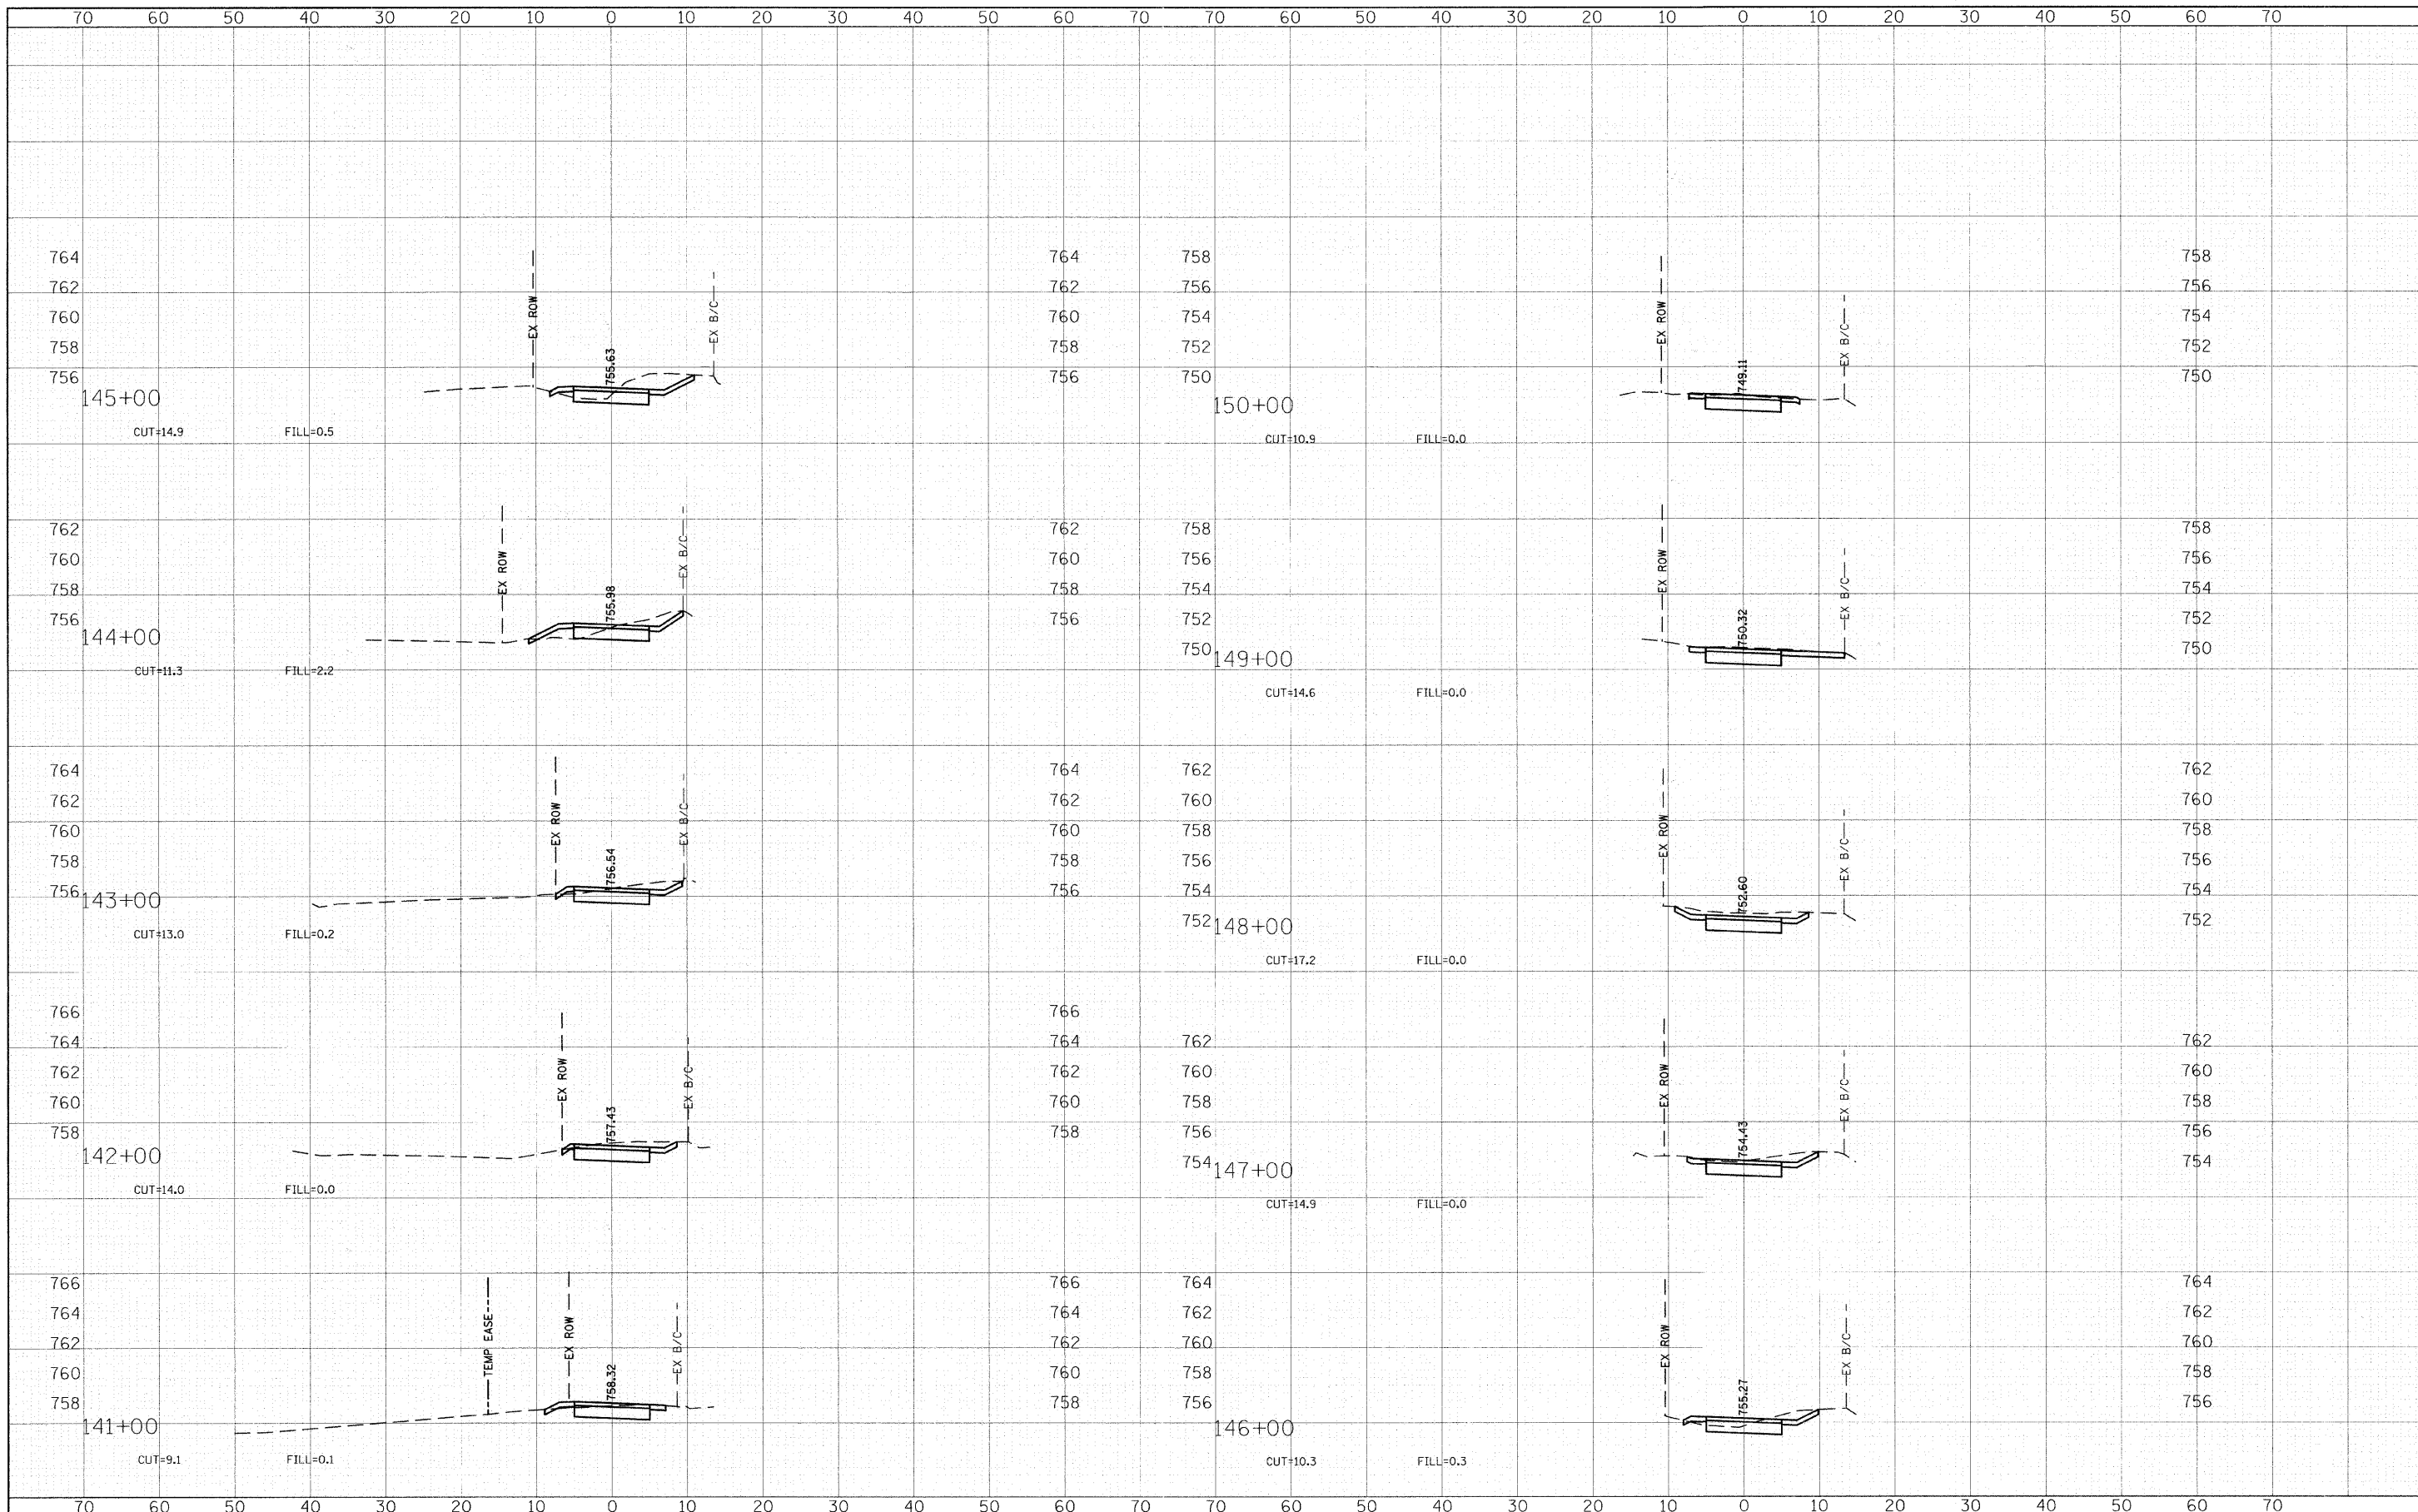 70 60 50 40 30 20 10 0 10 20 30 40 50 60 70 60 50 40 30 20 10 0 10 20 30 40 50 60 70
764 764
762 762
760 760
758 758
756 756
EX ROW
755.63
EX B/C
145+00
CUT=14.9 FILL=0.5
762 762
760 760
758 758
756 756
EX ROW
755.98
EX B/C
144+00
CUT=11.3 FILL=2.2
764 764
762 762
760 760
758 758
756 756
EX ROW
756.54
EX B/C
143+00
CUT=13.0 FILL=0.2
766 766
764 764
762 762
760 760
758 758
EX ROW
757.43
EX B/C
142+00
CUT=14.0 FILL=0.0
766 766
764 764
762 762
760 760
758 758
TEMP EASE
EX ROW
758.32
EX B/C
141+00
CUT=9.1 FILL=0.1
758 758
756 756
754 754
752 752
750 750
EX ROW
749.11
EX B/C
150+00
CUT=10.9 FILL=0.0
758 758
756 756
754 754
752 752
750 750
EX ROW
750.32
EX B/C
149+00
CUT=14.6 FILL=0.0
762 762
760 760
758 758
756 756
754 754
752 752
EX ROW
752.60
EX B/C
148+00
CUT=17.2 FILL=0.0
762 762
760 760
758 758
756 756
754 754
EX ROW
754.43
EX B/C
147+00
CUT=14.9 FILL=0.0
764 764
762 762
760 760
758 758
756 756
EX ROW
755.27
EX B/C
146+00
CUT=10.3 FILL=0.3
70 60 50 40 30 20 10 0 10 20 30 40 50 60 70 60 50 40 30 20 10 0 10 20 30 40 50 60 70